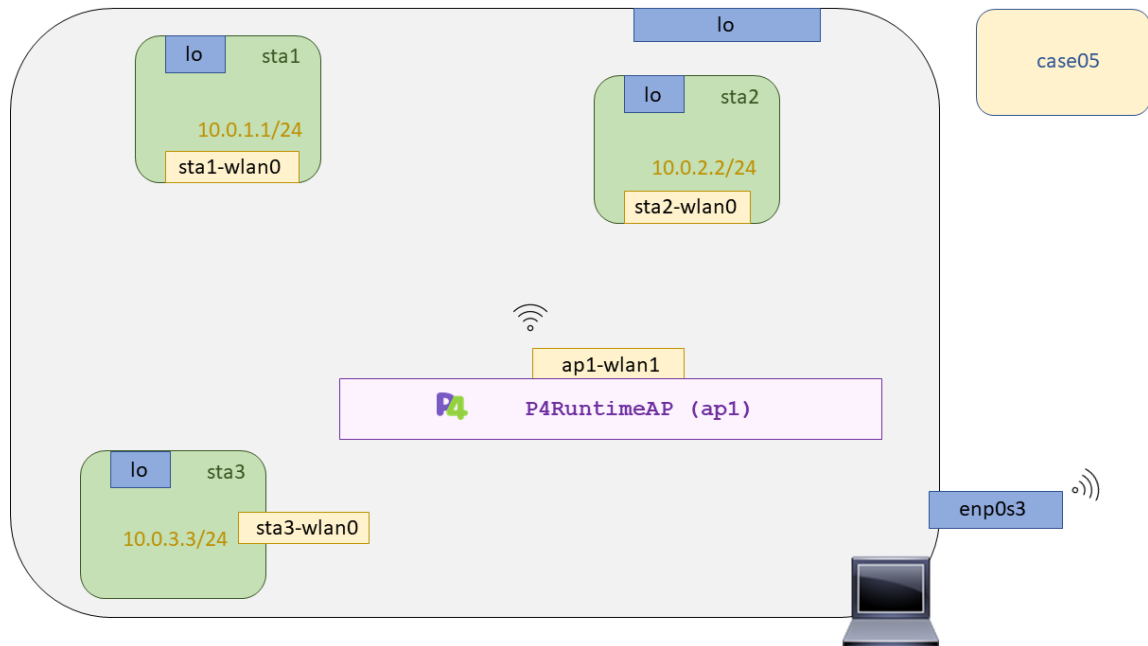 lo
case05
lo
sta1
10.0.1.1/24
sta1-wlan0
lo
sta2
10.0.2.2/24
sta2-wlan0
ap1-wlan1
P4
P4RuntimeAP (ap1)
lo
sta3
10.0.3.3/24
sta3-wlan0
enp0s3